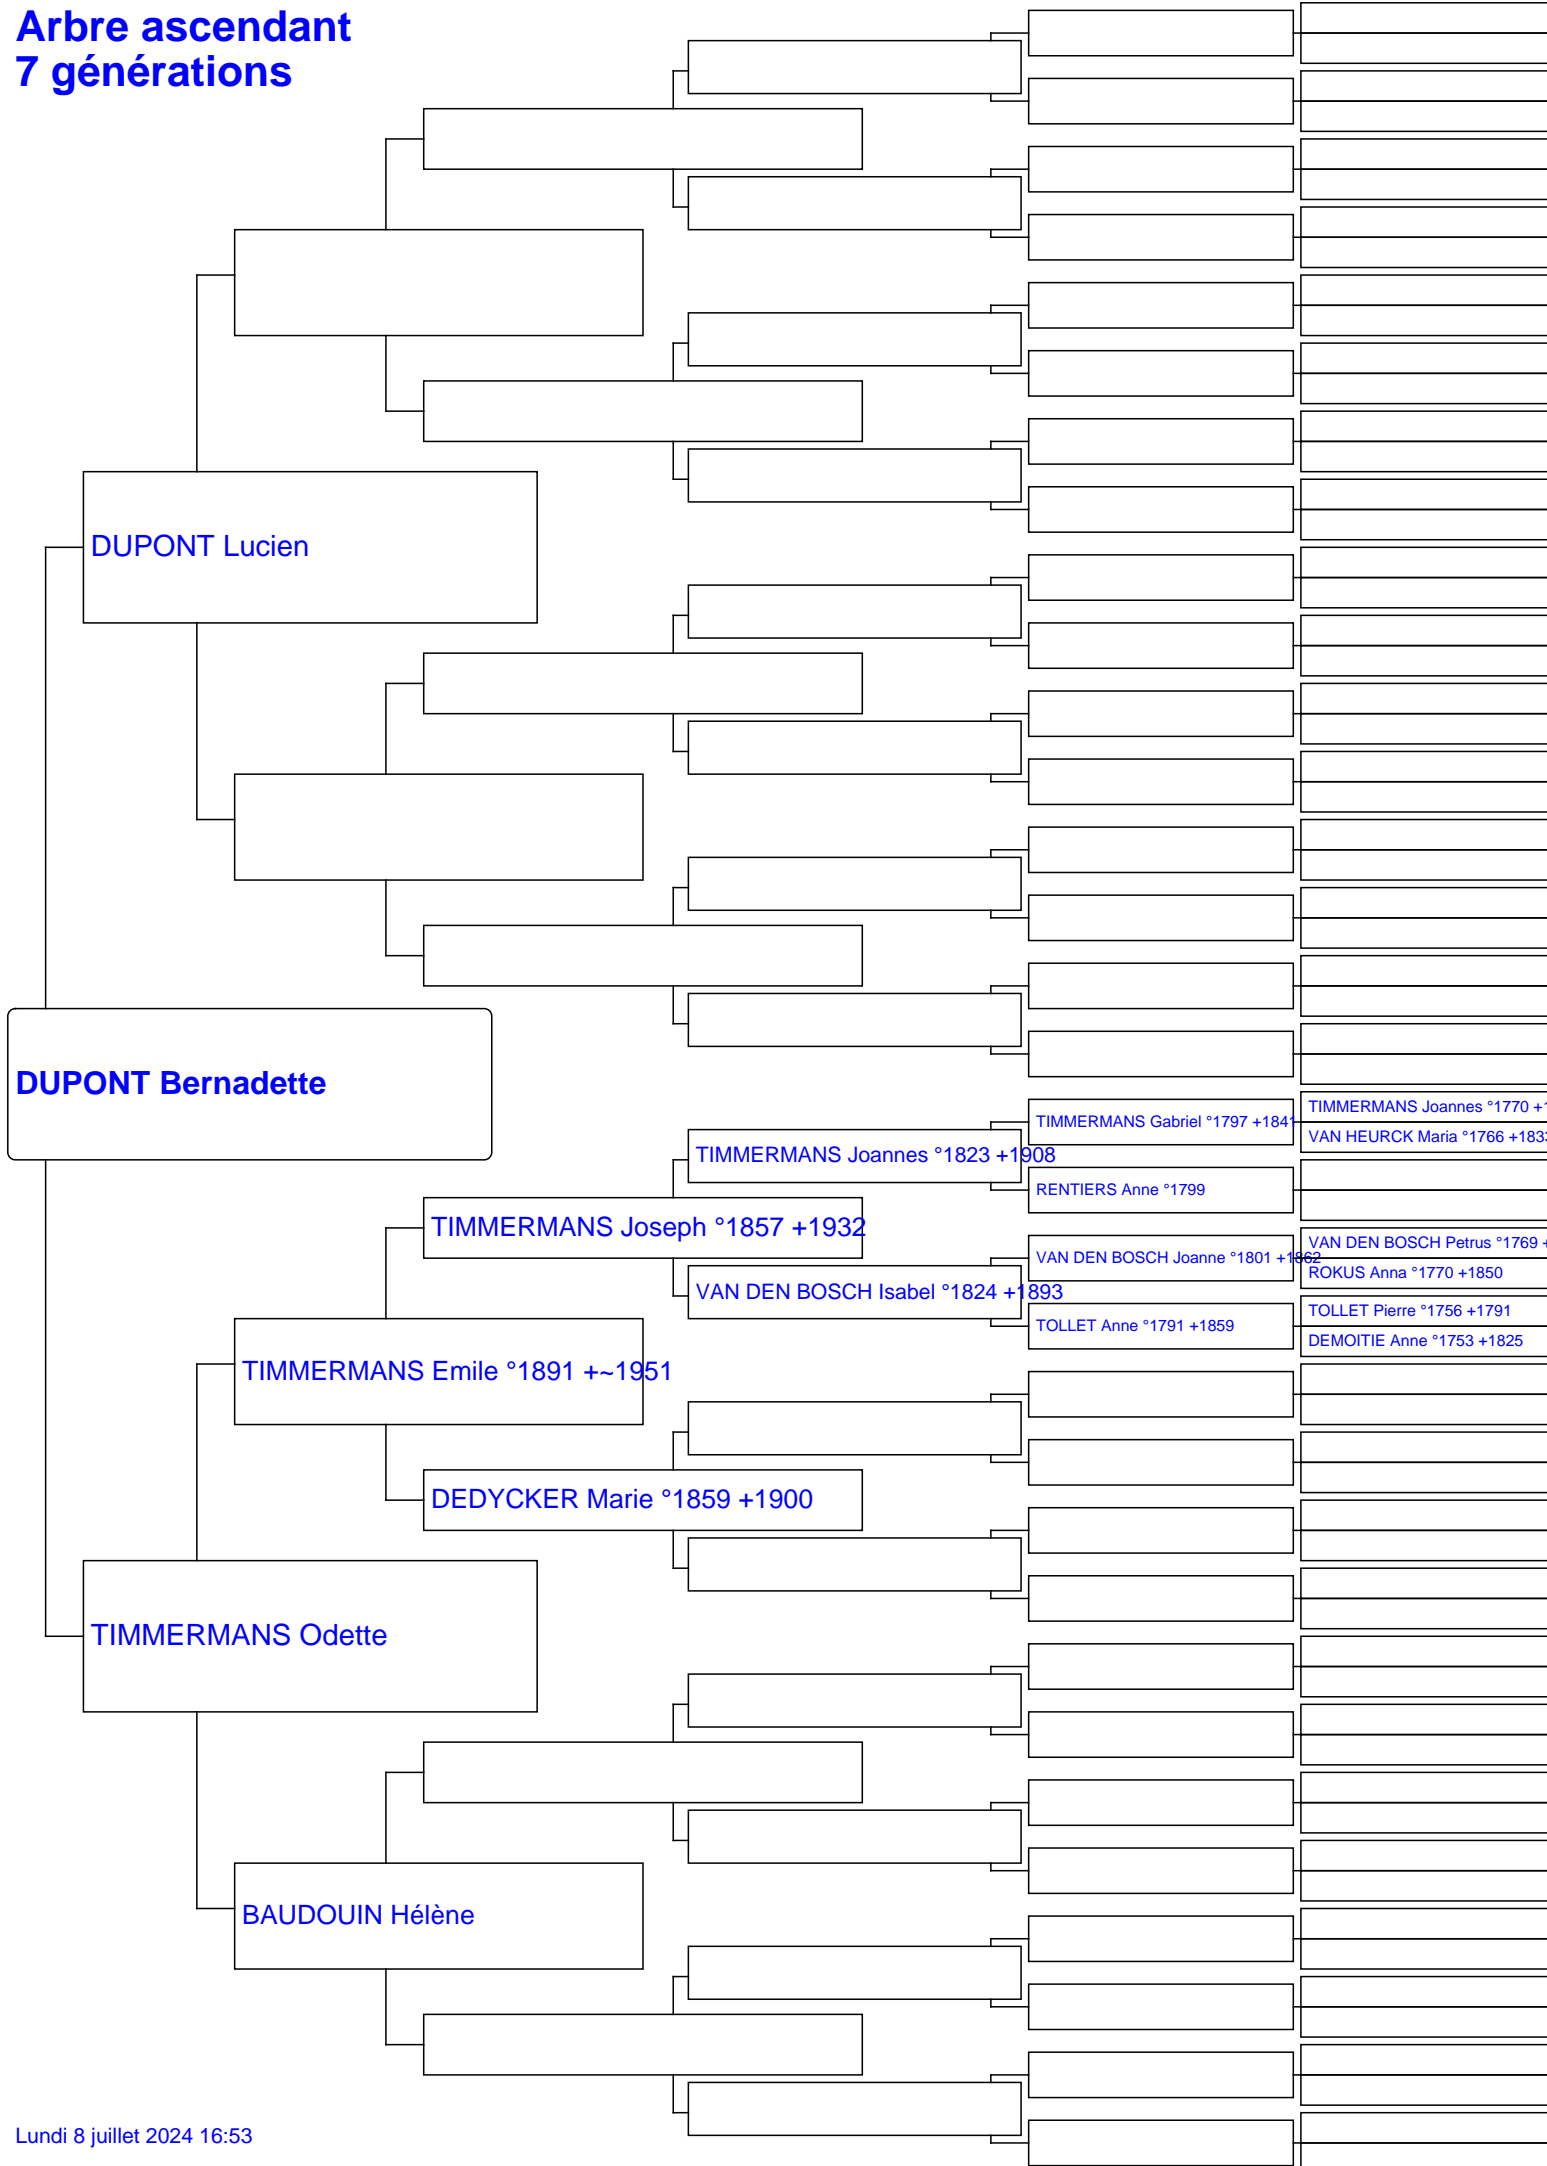 Arbre ascendant
7 générations
DUPONT Lucien
DUPONT Bernadette
TIMMERMANS Gabriel °1797 +1841
TIMMERMANS Joannes °1770 +1
VAN HEURCK Maria °1766 +1833
TIMMERMANS Joannes °1823 +1908
RENTIERS Anne °1799
TIMMERMANS Joseph °1857 +1932
VAN DEN BOSCH Joanne °1801 +1862
VAN DEN BOSCH Petrus °1769 +
ROKUS Anna °1770 +1850
VAN DEN BOSCH Isabel °1824 +1893
TOLLET Anne °1791 +1859
TOLLET Pierre °1756 +1791
DEMOITIE Anne °1753 +1825
TIMMERMANS Emile °1891 +~1951
DEDYCKER Marie °1859 +1900
TIMMERMANS Odette
BAUDOUIN Hélène
Lundi 8 juillet 2024 16:53